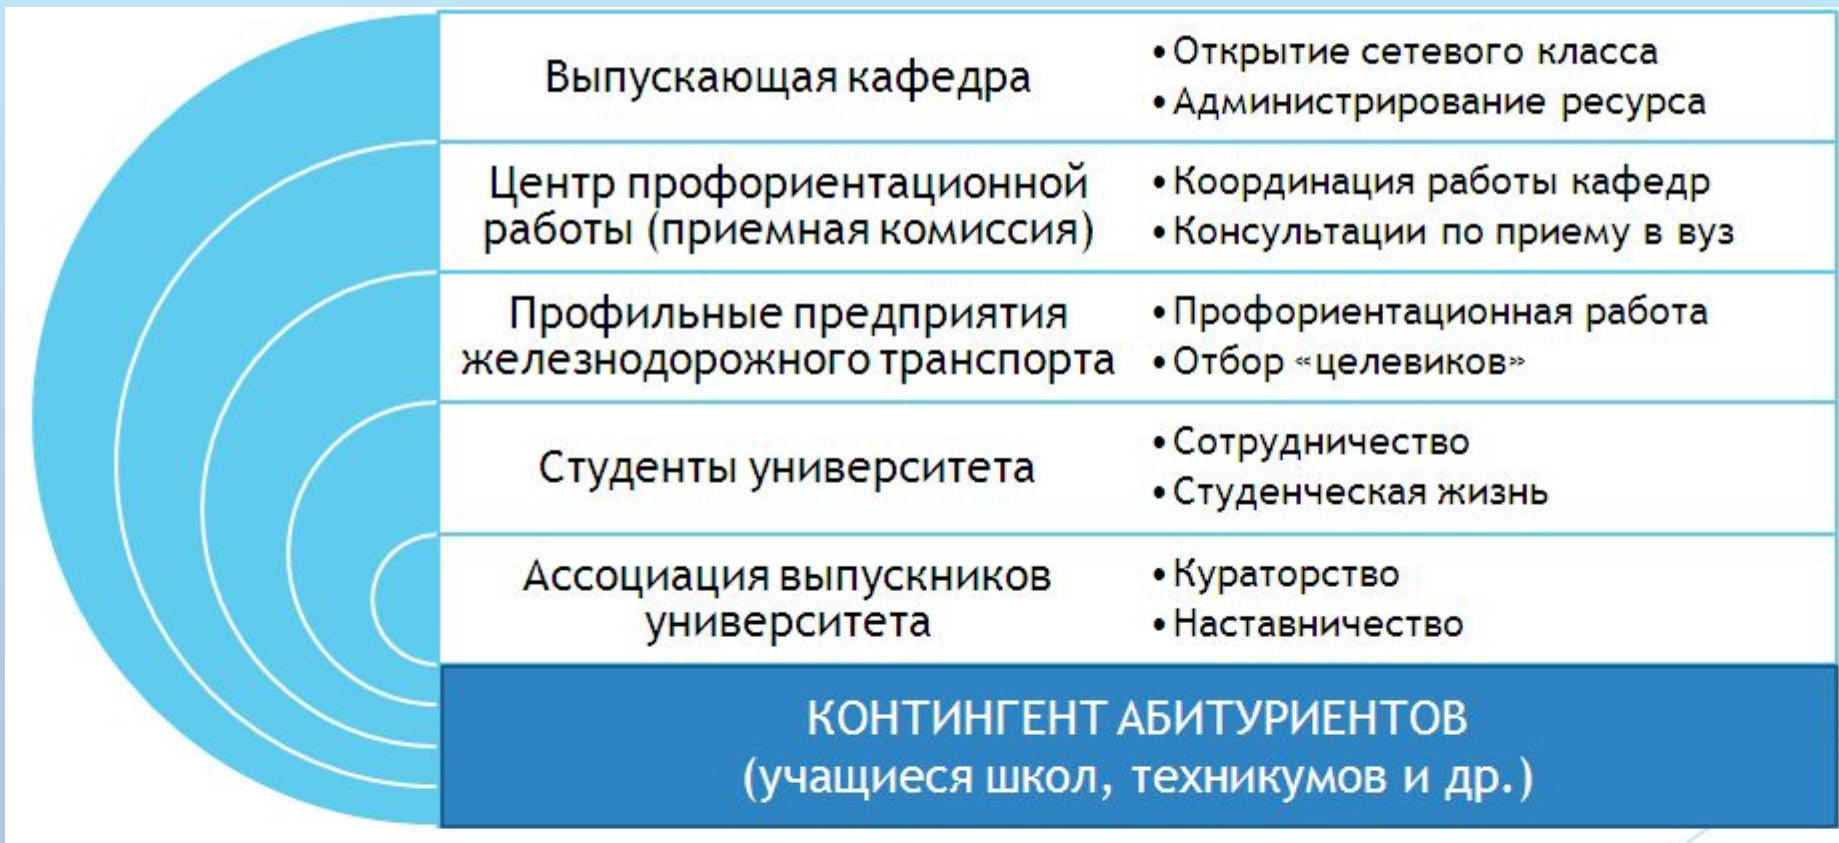 Выпускающая кафедра
• Открытие сетевого класса
• Администрирование ресурса
Центр профориентационной
работы (приемная комиссия)
• Координация работы кафедр
• Консультации по приему в вуз
Профильные предприятия
железнодорожного транспорта
• Профориентационная работа
• Отбор «целевиков»
Студенты университета
• Сотрудничество
• Студенческая жизнь
Ассоциация выпускников
университета
• Кураторство
• Наставничество
КОНТИНГЕНТ АБИТУРИЕНТОВ
(учащиеся школ, техникумов и др.)